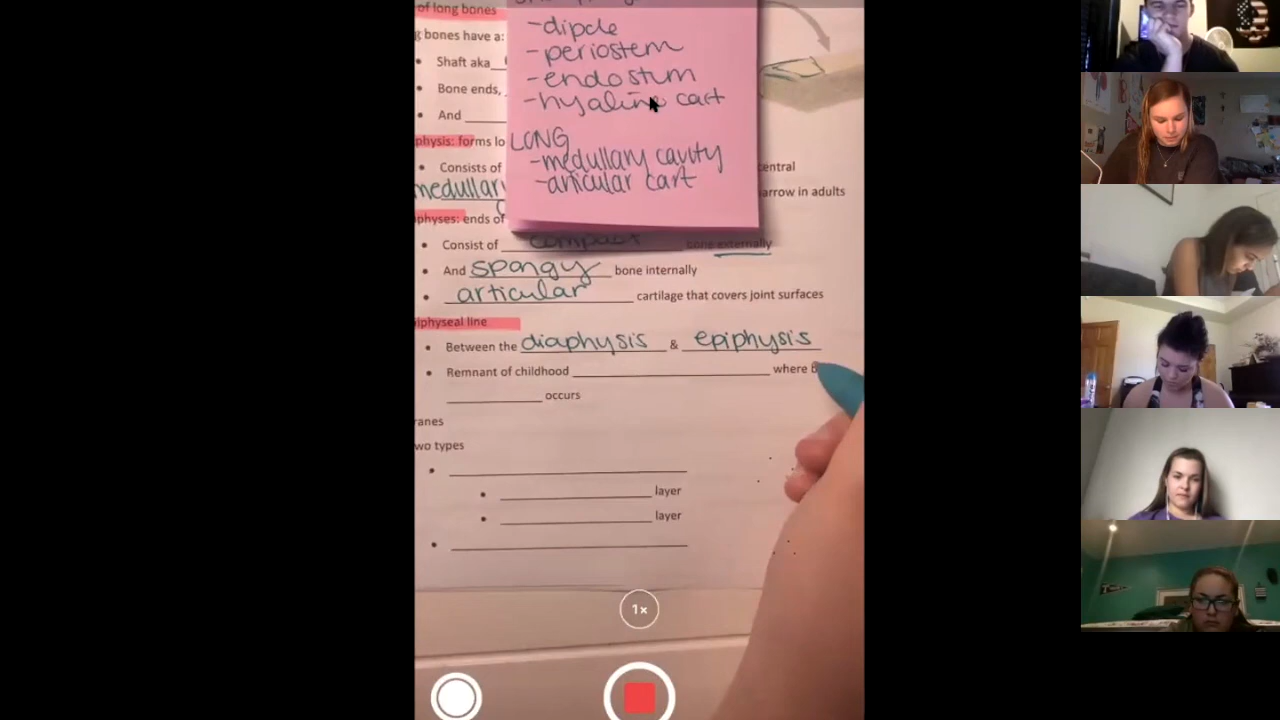 of long bones
-dipole
g bones have a:
-periostem
Shaft aka
-endostum
Bone ends,
-hyaline cart
And
physis: forms lo
LONG
-medullary cavity
Consists of
central
-articular cart
medullary
arrow in adults
physes: ends of
Consist of compact bone externally
And spongy bone internally
articular cartilage that covers joint surfaces
iphyseal line
Between the diaphysis & epiphysis
Remnant of childhood where b
occurs
ranes
wo types
layer
layer
1x